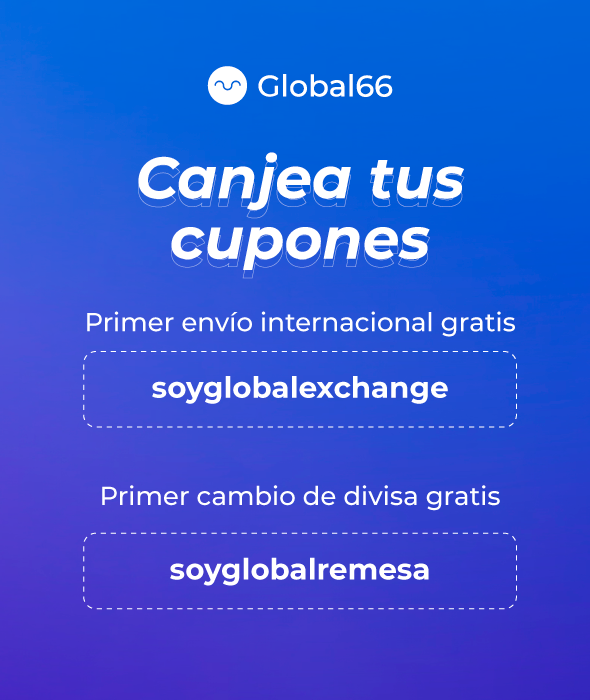 Global66
Canjea tus
cupones
Primer envío internacional gratis
soyglobalexchange
Primer cambio de divisa gratis
soyglobalremesa